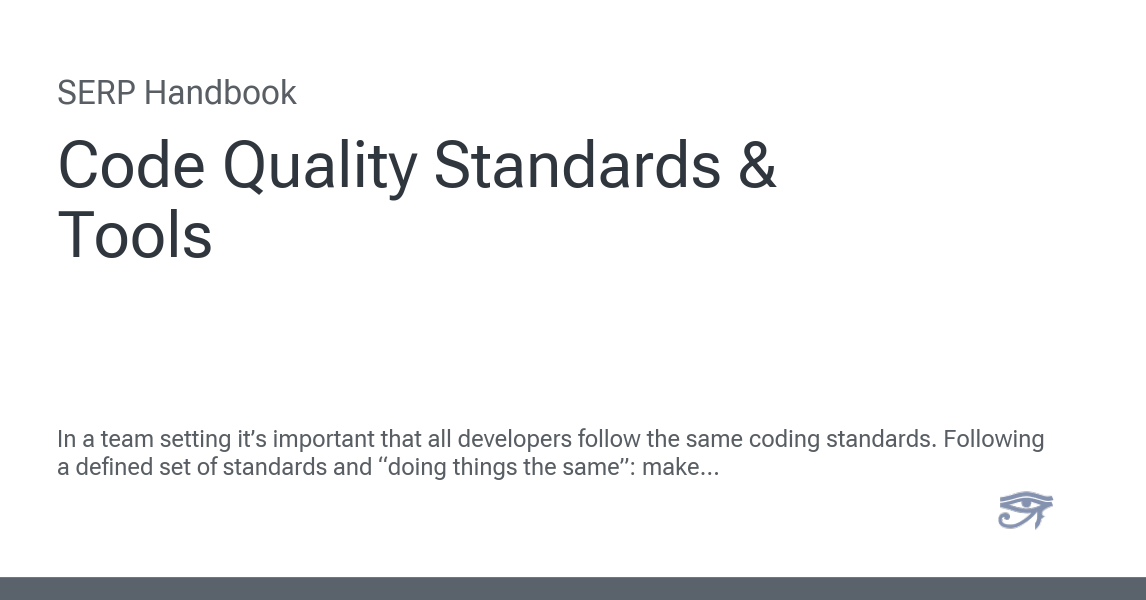 SERP Handbook
Code Quality Standards &
Tools
In a team setting it’s important that all developers follow the same coding standards. Following
a defined set of standards and “doing things the same”: make...